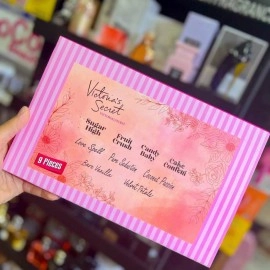 Victoria's
Secret
Sugar High
Fruit Crush
Candy Baby
Cake Confetti
Love Spell
Pure Seduction
Coconut Passion
Bare Vanilla
Velvet Petals
9 PIECES